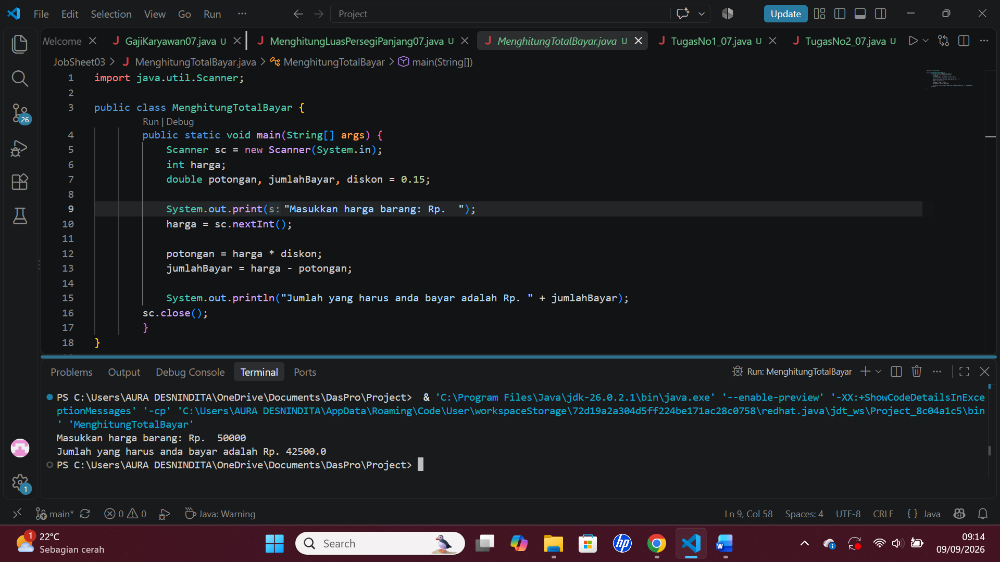 File Edit Selection View Go Run ··· Project Update
Welcome GajiKaryawan07.java U MenghitungLuasPersegiPanjang07.java U MenghitungTotalBayar.java U TugasNo1_07.java U TugasNo2_07.java U
JobSheet03 > MenghitungTotalBayar.java > MenghitungTotalBayar > main(String[])
1 import java.util.Scanner;
2
3 public class MenghitungTotalBayar {
Run | Debug
4 public static void main(String[] args) {
5 Scanner sc = new Scanner(System.in);
6 int harga;
7 double potongan, jumlahBayar, diskon = 0.15;
8
9 System.out.print(s: "Masukkan harga barang: Rp.  ");
10 harga = sc.nextInt();
11
12 potongan = harga * diskon;
13 jumlahBayar = harga - potongan;
14
15 System.out.println("Jumlah yang harus anda bayar adalah Rp. " + jumlahBayar);
16 sc.close();
17 }
18 }
26
Problems Output Debug Console Terminal Ports Run: MenghitungTotalBayar
PS C:\Users\AURA DESNINDITA\OneDrive\Documents\DasPro\Project>  & 'C:\Program Files\Java\jdk-26.0.2.1\bin\java.exe' '--enable-preview' '-XX:+ShowCodeDetailsInExce
ptionMessages' '-cp' 'C:\Users\AURA DESNINDITA\AppData\Roaming\Code\User\workspaceStorage\72d19a2a304d5ff224be171ac28c0758\redhat.java\jdt_ws\Project_8c04a1c5\bin
' 'MenghitungTotalBayar'
Masukkan harga barang: Rp.  50000
Jumlah yang harus anda bayar adalah Rp. 42500.0
PS C:\Users\AURA DESNINDITA\OneDrive\Documents\DasPro\Project>
1
main* 0 0 Java: Warning Ln 9, Col 58 Spaces: 4 UTF-8 CRLF { } Java
1 22°C
Sebagian cerah
Search
hp
W
09:14
09/09/2026